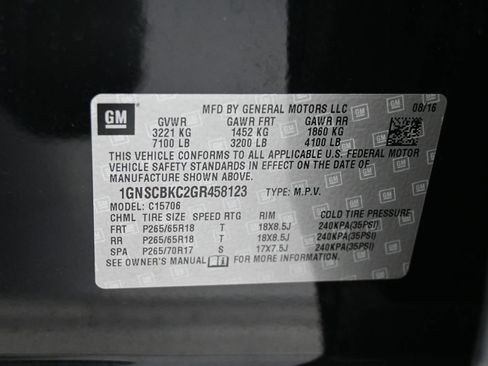 GM
MFD BY GENERAL MOTORS LLC 08/16
GVWR GAWR FRT GAWR RR
3221 KG 1452 KG 1860 KG
7100 LB 3200 LB 4100 LB
THIS VEHICLE CONFORMS TO ALL APPLICABLE U.S. FEDERAL MOTOR
VEHICLE SAFETY STANDARDS IN EFFECT ON THE DATE OF
MANUFACTURE SHOWN ABOVE.
1GNSCBKC2GR458123 TYPE: M.P.V.
MODEL: C15706
CHML TIRE SIZE SPEED RTG RIM COLD TIRE PRESSURE
FRT P265/65R18 T 18X8.5J 240KPA(35PSI)
RR P265/65R18 T 18X8.5J 240KPA(35PSI)
SPA P265/70R17 S 17X7.5J 240KPA(35PSI)
SEE OWNER'S MANUAL FOR MORE INFORMATION.